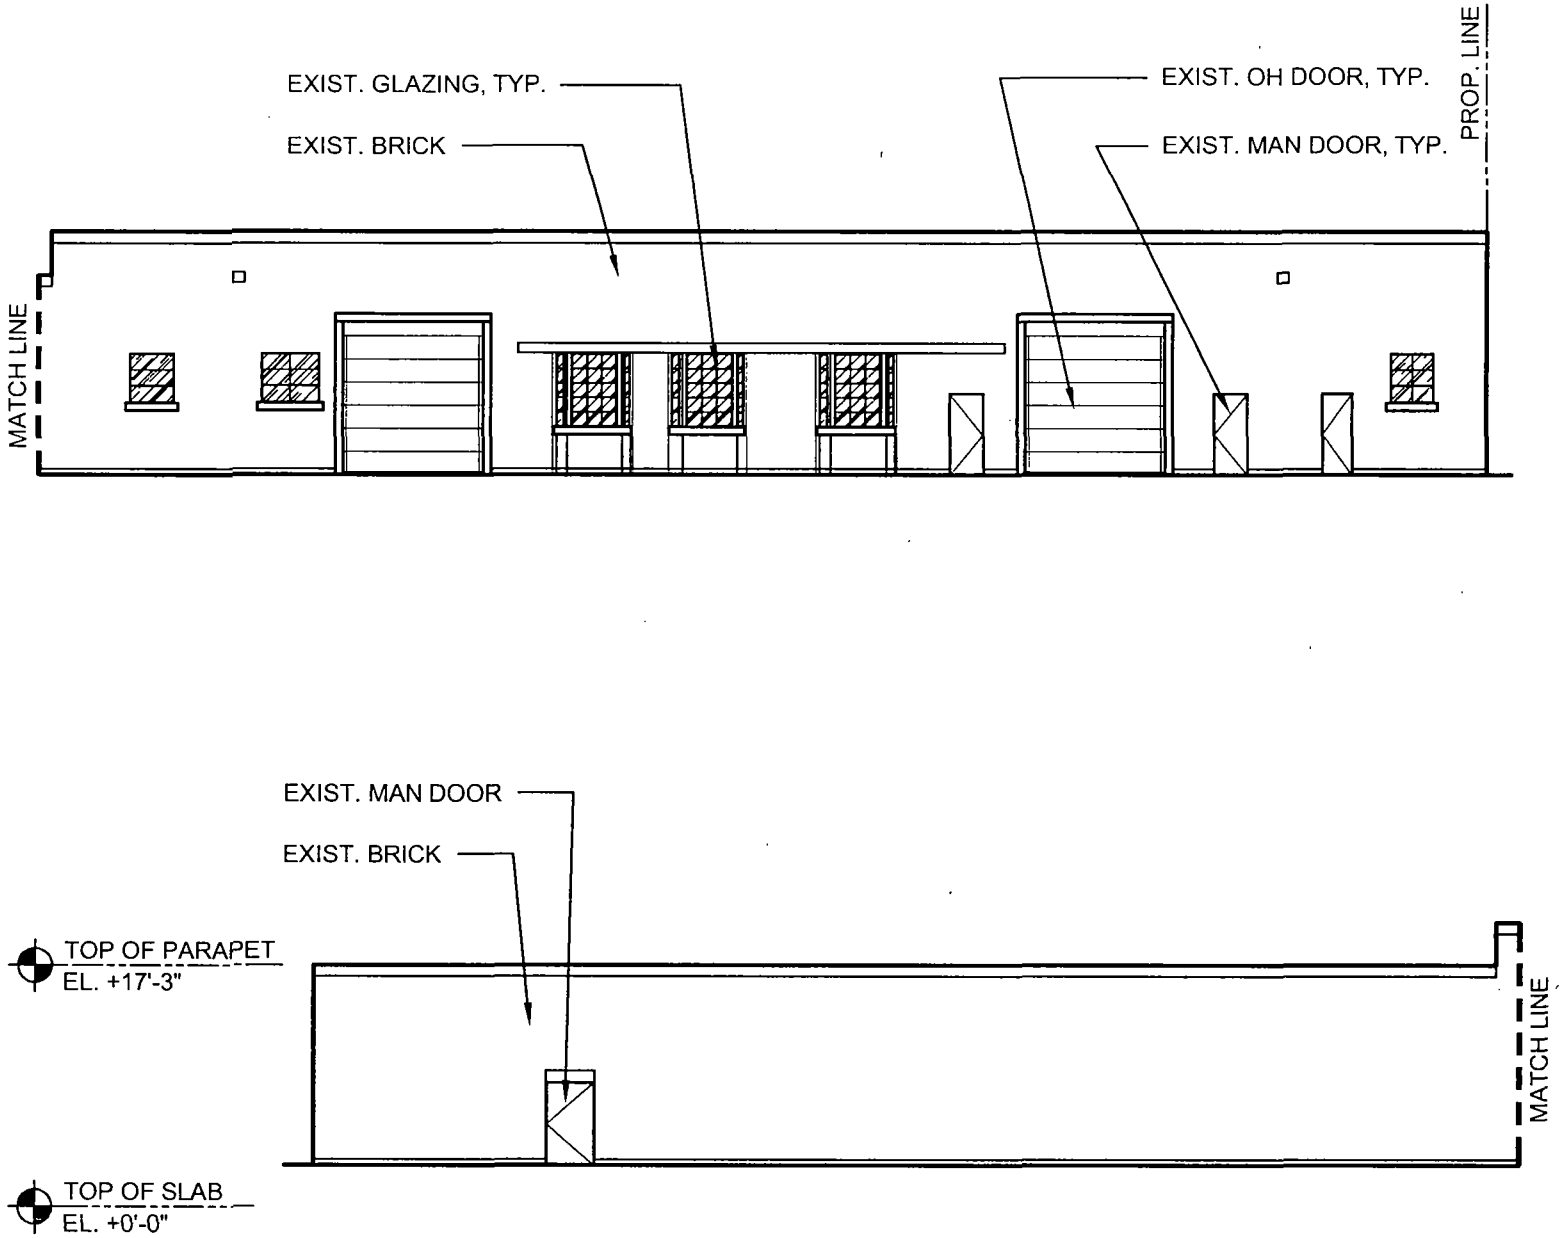 PROP. LINE
EXIST. GLAZING, TYP.
EXIST. OH DOOR, TYP.
EXIST. BRICK
EXIST. MAN DOOR, TYP.
MATCH LINE
EXIST. MAN DOOR
EXIST. BRICK
TOP OF PARAPET
EL. +17'-3"
MATCH LINE
TOP OF SLAB
EL. +0'-0"